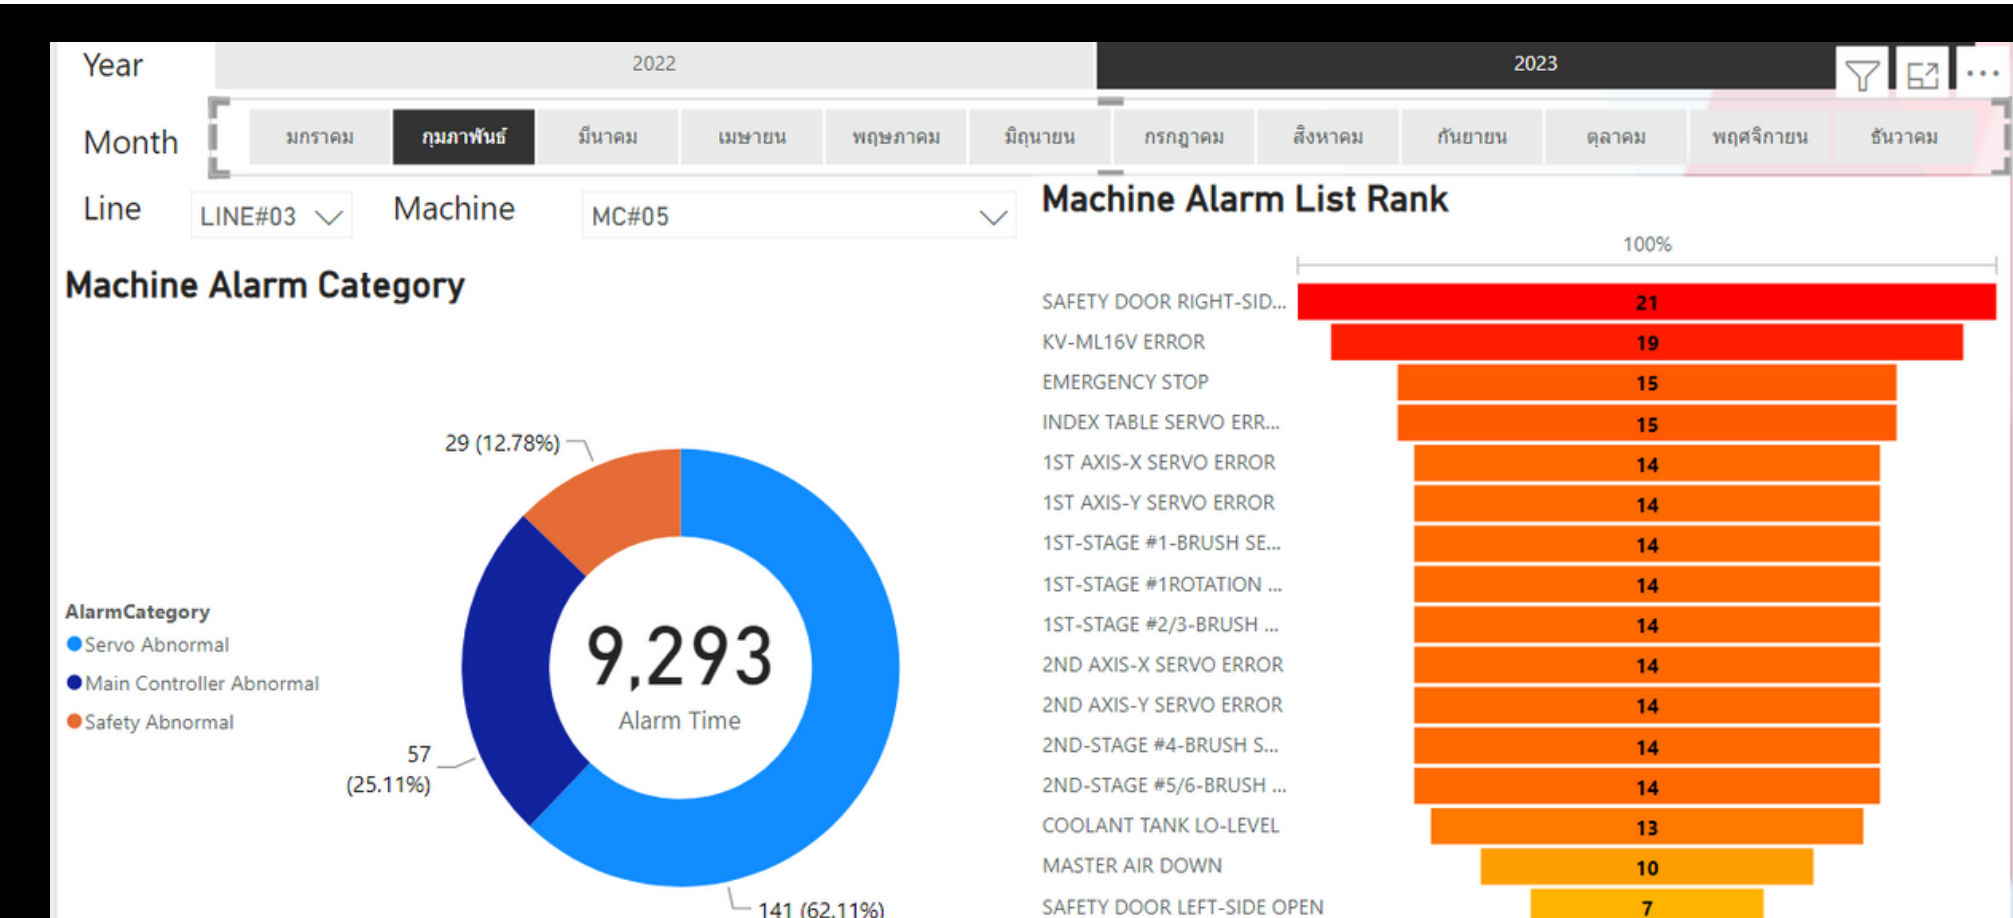 Year
2022
2023
Month
มกราคม
กุมภาพันธ์
มีนาคม
เมษายน
พฤษภาคม
มิถุนายน
กรกฎาคม
สิงหาคม
กันยายน
ตุลาคม
พฤศจิกายน
ธันวาคม
Line
LINE#03
Machine
MC#05
Machine Alarm Category
29 (12.78%)
AlarmCategory
Servo Abnormal
Main Controller Abnormal
Safety Abnormal
9,293
Alarm Time
57
(25.11%)
141 (62.11%)
Machine Alarm List Rank
100%
SAFETY DOOR RIGHT-SID... 21
KV-ML16V ERROR 19
EMERGENCY STOP 15
INDEX TABLE SERVO ERR... 15
1ST AXIS-X SERVO ERROR 14
1ST AXIS-Y SERVO ERROR 14
1ST-STAGE #1-BRUSH SE... 14
1ST-STAGE #1ROTATION ... 14
1ST-STAGE #2/3-BRUSH ... 14
2ND AXIS-X SERVO ERROR 14
2ND AXIS-Y SERVO ERROR 14
2ND-STAGE #4-BRUSH S... 14
2ND-STAGE #5/6-BRUSH ... 14
COOLANT TANK LO-LEVEL 13
MASTER AIR DOWN 10
SAFETY DOOR LEFT-SIDE OPEN 7